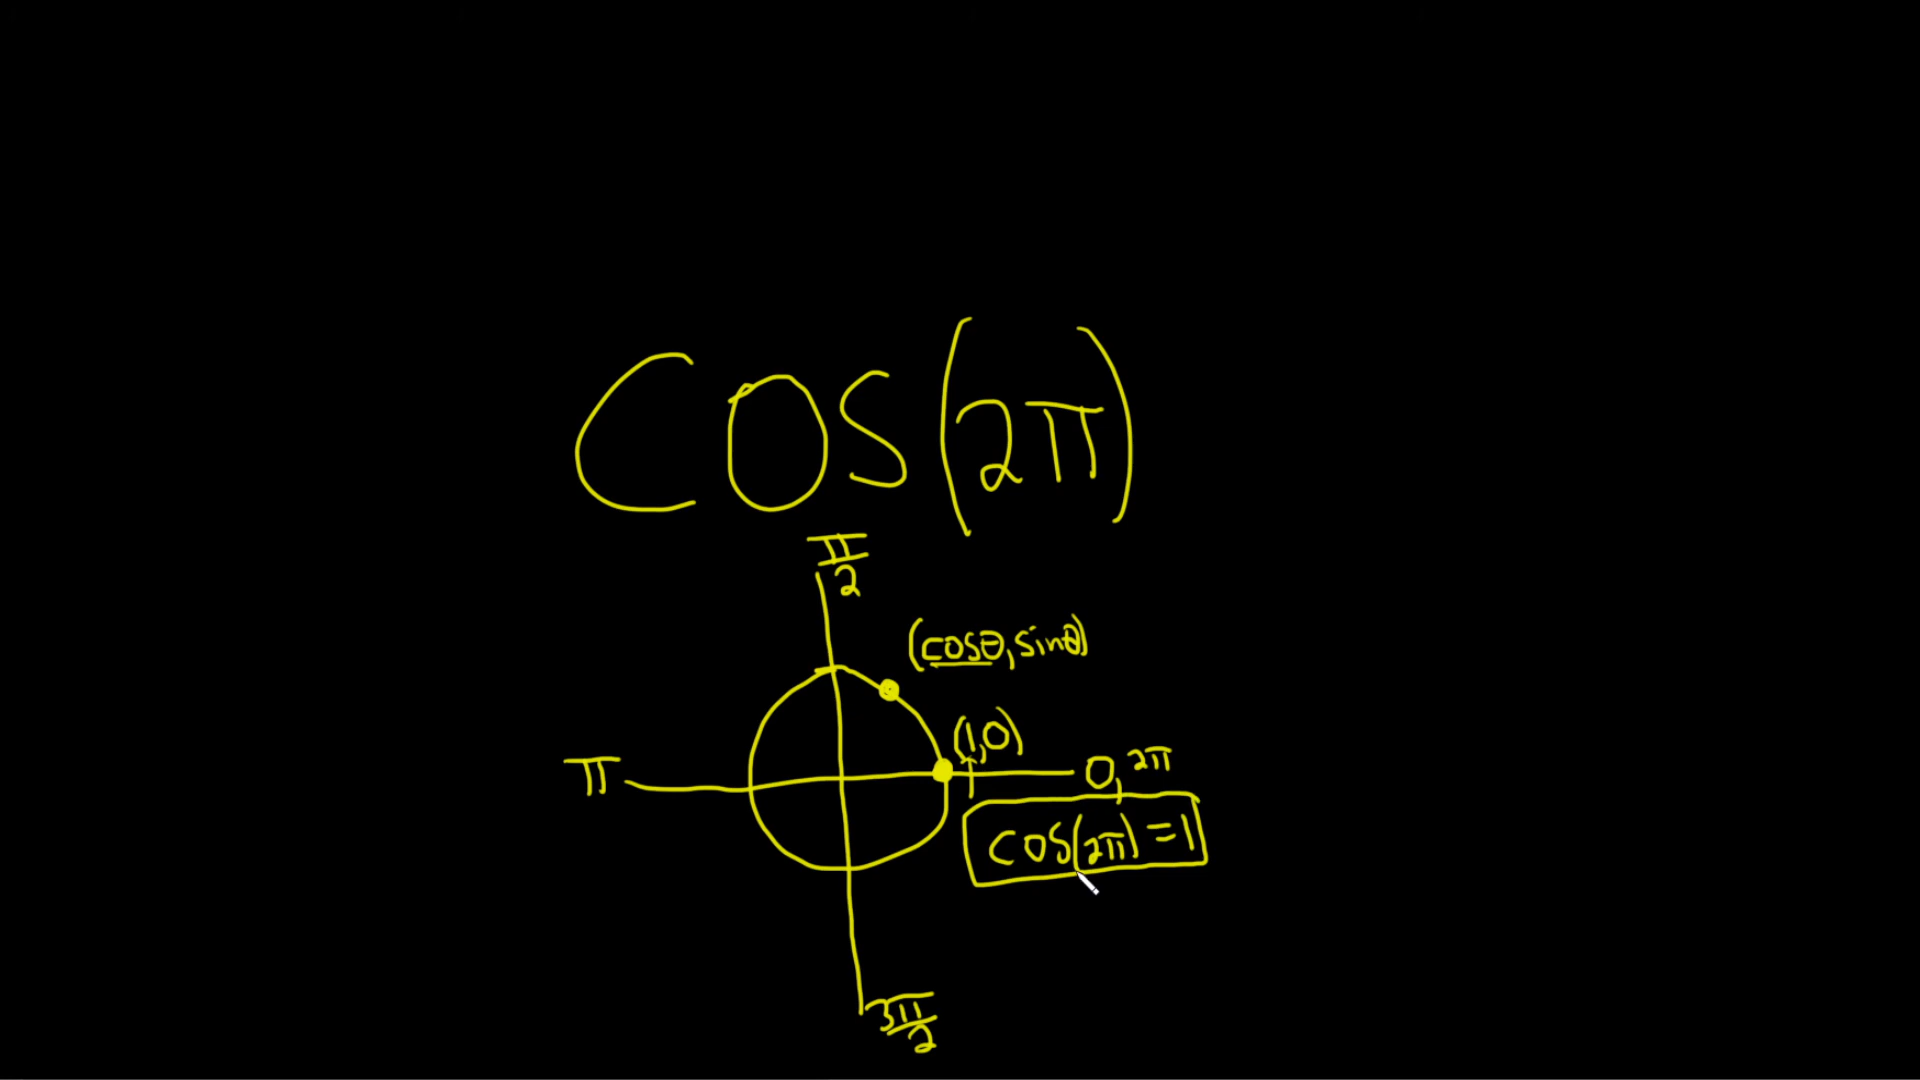 cos(2π)
π/2
(cosθ, sinθ)
(1,0)
π
0, 2π
cos(2π) = 1
3π/2